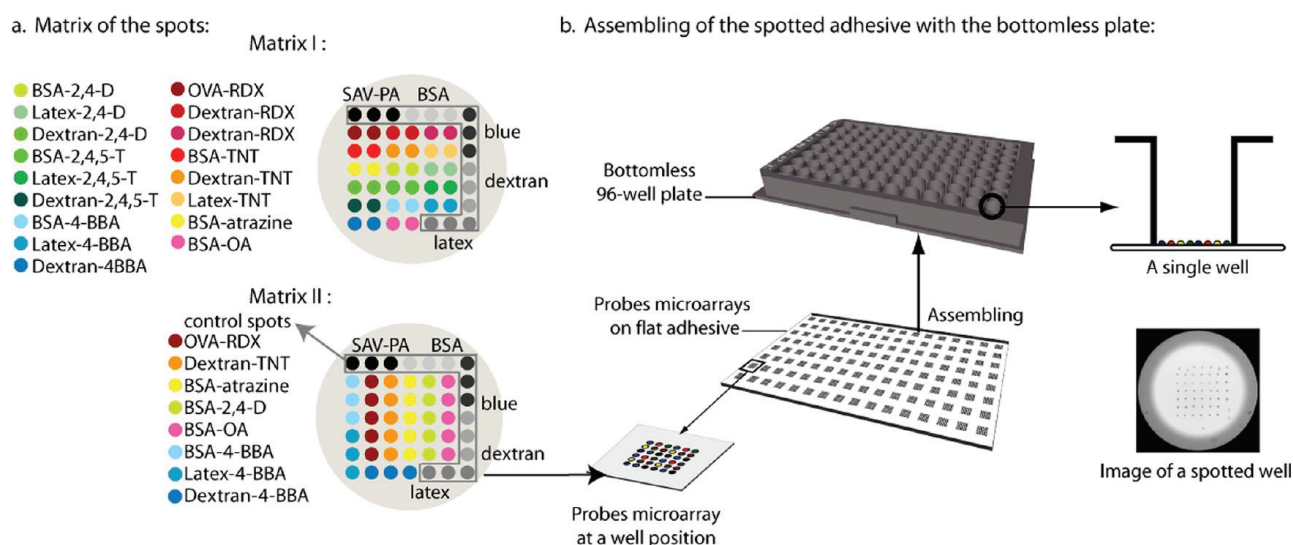 a. Matrix of the spots:
Matrix I :
BSA-2,4-D
Latex-2,4-D
Dextran-2,4-D
BSA-2,4,5-T
Latex-2,4,5-T
Dextran-2,4,5-T
BSA-4-BBA
Latex-4-BBA
Dextran-4BBA
OVA-RDX
Dextran-RDX
Dextran-RDX
BSA-TNT
Dextran-TNT
Latex-TNT
BSA-atrazine
BSA-OA
SAV-PA
BSA
blue
dextran
latex
Matrix II :
control spots
OVA-RDX
Dextran-TNT
BSA-atrazine
BSA-2,4-D
BSA-OA
BSA-4-BBA
Latex-4-BBA
Dextran-4-BBA
SAV-PA
BSA
blue
dextran
latex
b. Assembling of the spotted adhesive with the bottomless plate:
Bottomless
96-well plate
A single well
Probes microarrays
on flat adhesive
Assembling
Probes microarray
at a well position
Image of a spotted well